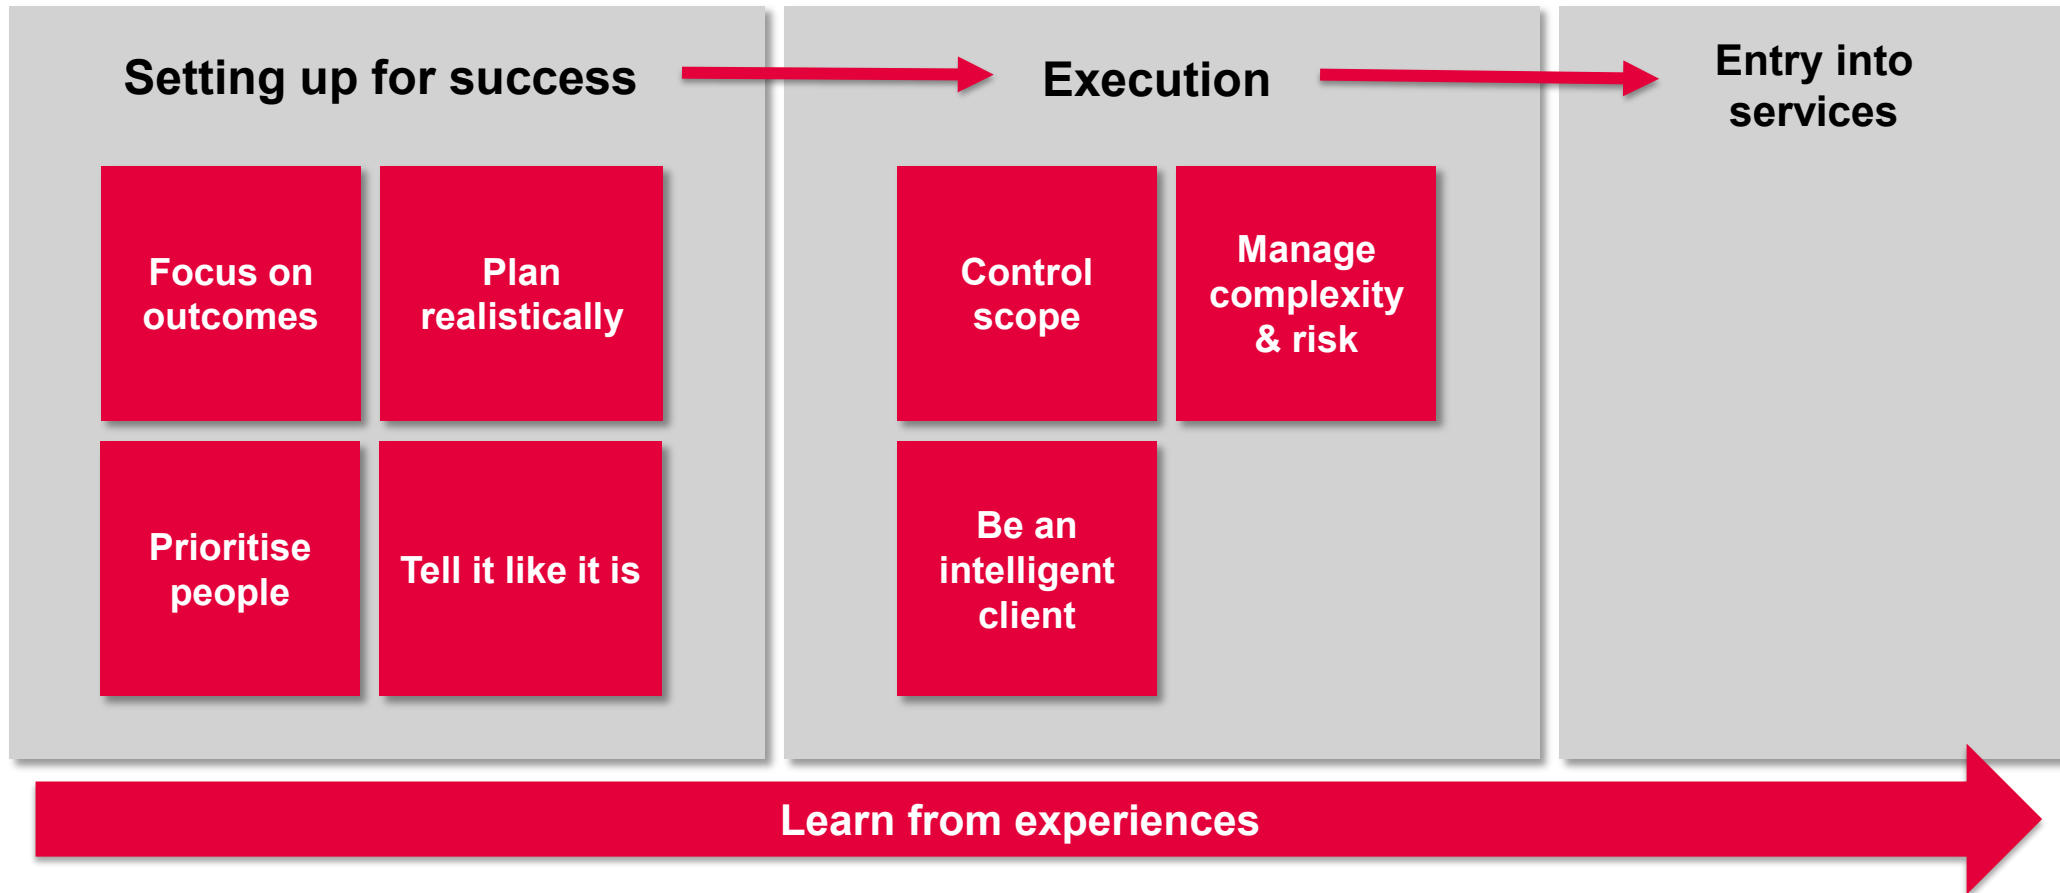 Setting up for success
Execution
Entry into
services
Focus on
outcomes
Plan
realistically
Prioritise
people
Tell it like it is
Control
scope
Manage
complexity
& risk
Be an
intelligent
client
Learn from experiences